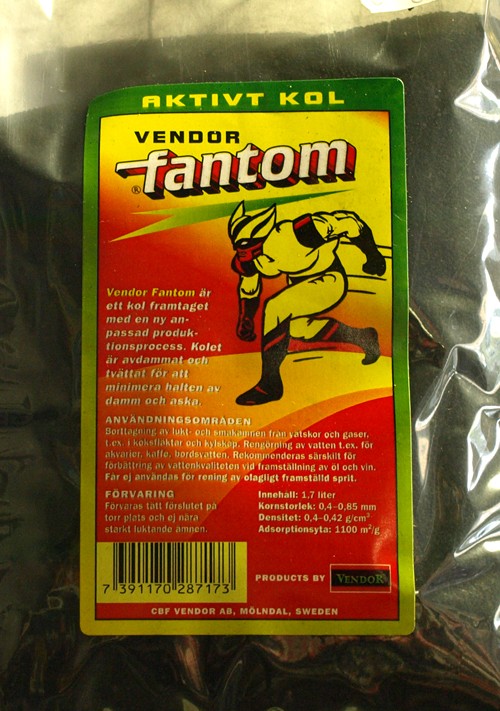 AKTIVT KOL
VENDOR
fantom
®
Vendor Fantom är
ett kol framtaget
med en ny an-
passad produk-
tionsprocess. Kolet
är avdammat och
tvättat för att
minimera halten av
damm och aska.
ANVÄNDNINGSOMRÅDEN
Borttagning av lukt- och smakämnen från vätskor och gaser,
t.ex. i köksfläktar och kylskåp. Rengörning av vatten t.ex. för
akvarier, kaffe, bordsvatten. Rekommenderas särskilt för
förbättring av vattenkvaliteten vid framställning av öl och vin.
Får ej användas för rening av olagligt framställd sprit.
FÖRVARING
Förvaras tätt förslutet på
torr plats och ej nära
starkt luktande ämnen.
Innehåll: 1.7 liter
Kornstorlek: 0,4–0,85 mm
Densitet: 0,4–0,42 g/cm³
Adsorptionsyta: 1100 m²/g
7 391170 287173
PRODUCTS BY VENDOR
CBF VENDOR AB, MÖLNDAL, SWEDEN